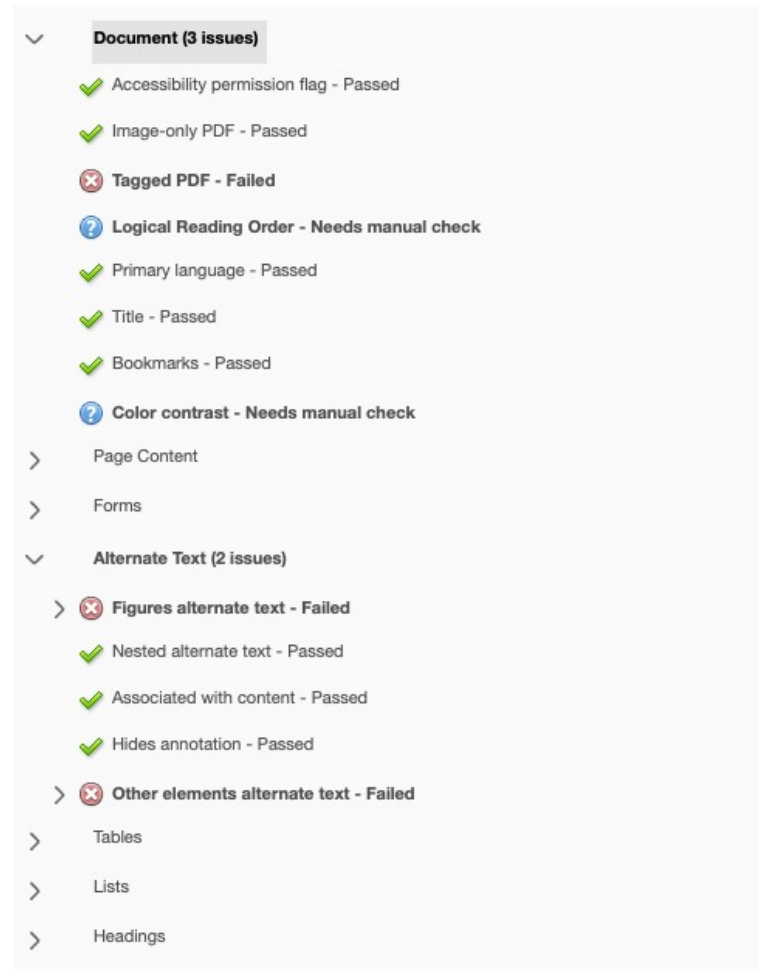 Document (3 issues)
Accessibility permission flag - Passed
Image-only PDF - Passed
Tagged PDF - Failed
Logical Reading Order - Needs manual check
Primary language - Passed
Title - Passed
Bookmarks - Passed
Color contrast - Needs manual check
Page Content
Forms
Alternate Text (2 issues)
Figures alternate text - Failed
Nested alternate text - Passed
Associated with content - Passed
Hides annotation - Passed
Other elements alternate text - Failed
Tables
Lists
Headings